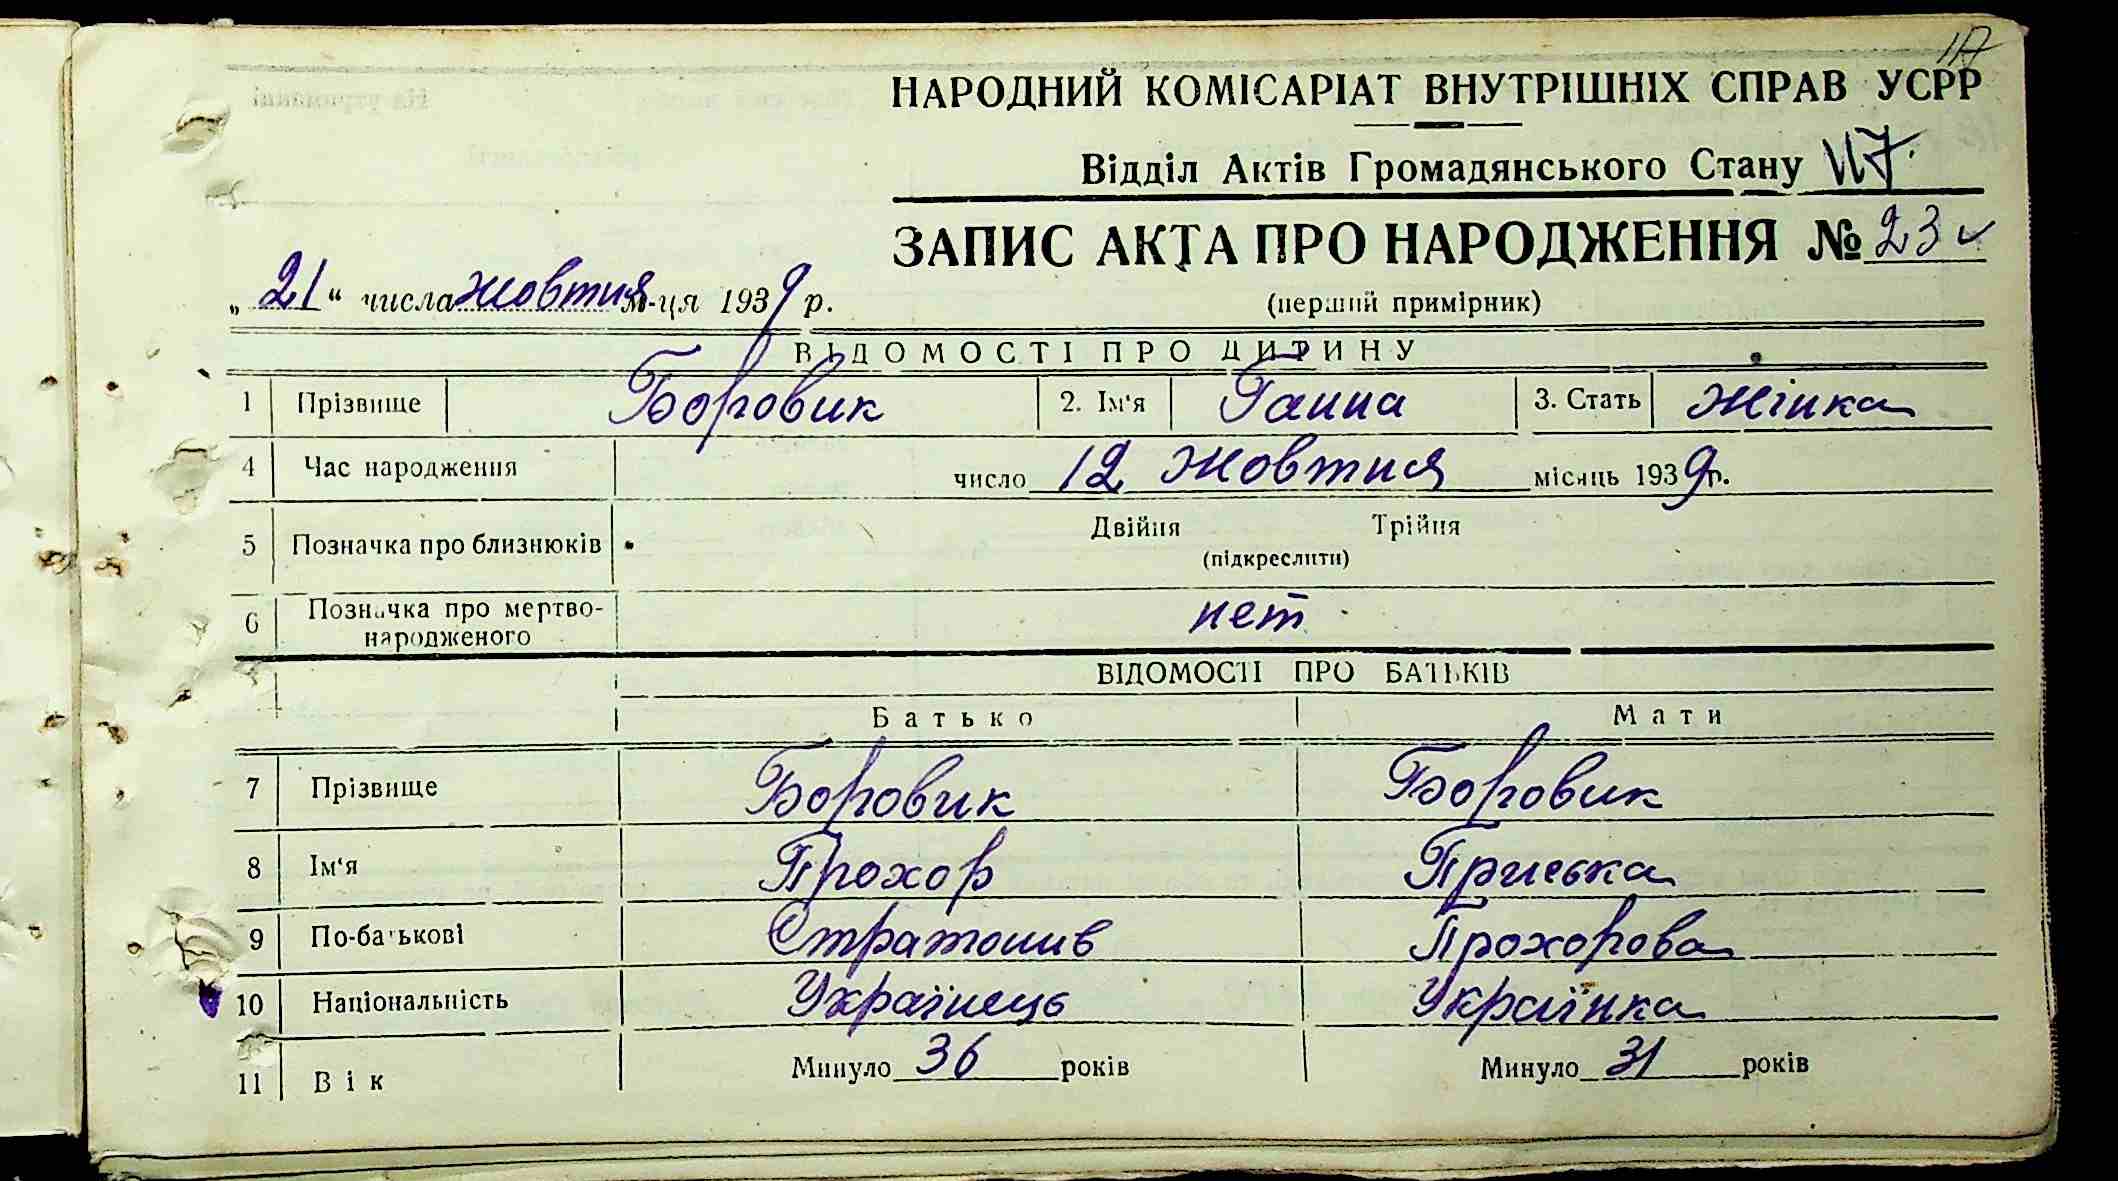 НАРОДНИЙ КОМІСАРІАТ ВНУТРІШНІХ СПРАВ УСРР
Відділ Актів Громадянського Стану
ЗАПИС АКТА ПРО НАРОДЖЕННЯ № 23
„21“ числа жовтня м-ця 1939 р.
(перший примірник)
ВІДОМОСТІ ПРО ДИТИНУ
1 Прізвище Боровик 2. Ім'я Ганна 3. Стать Жінка
4 Час народження число 12 жовтня місяць 1939 р.
5 Позначка про близнюків Двійня Трійня
(підкреслити)
6 Позначка про мертво-
народженого нет
ВІДОМОСТІ ПРО БАТЬКІВ
Батько Мати
7 Прізвище Боровик Боровик
8 Ім'я Прохор Приська
9 По-батькові Стратонив Прохорова
10 Національність Українець Українка
11 Вік Минуло 36 років Минуло 31 років